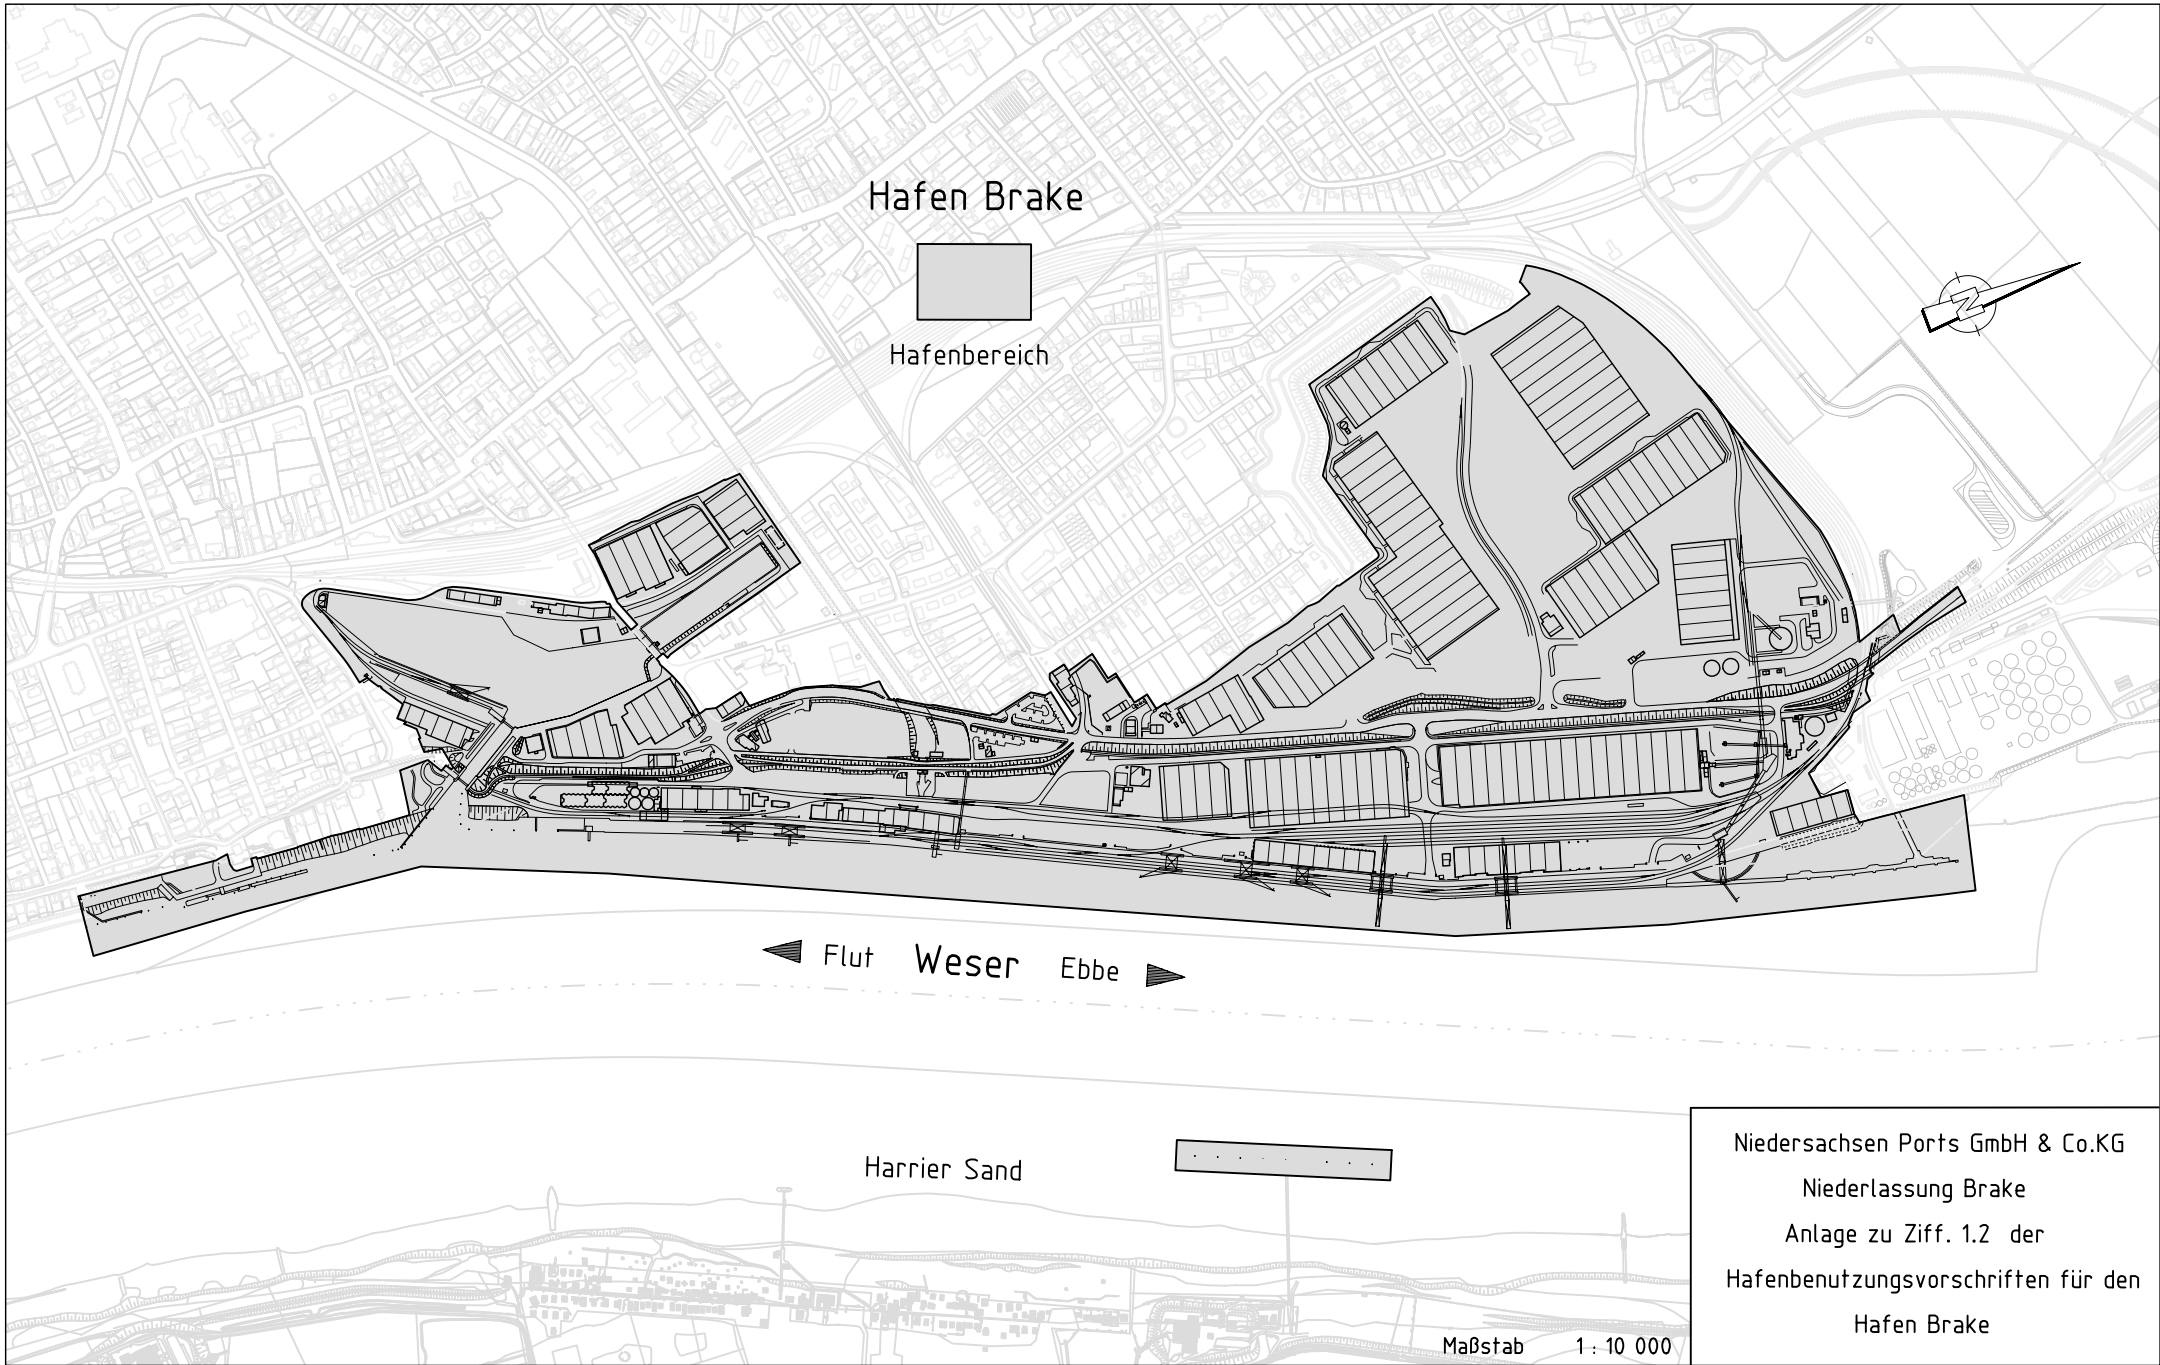 Hafen Brake
Hafenbereich
N
Flut Weser Ebbe
Harrier Sand
Maßstab 1 : 10 000
Niedersachsen Ports GmbH & Co.KG
Niederlassung Brake
Anlage zu Ziff. 1.2 der
Hafenbenutzungsvorschriften für den
Hafen Brake